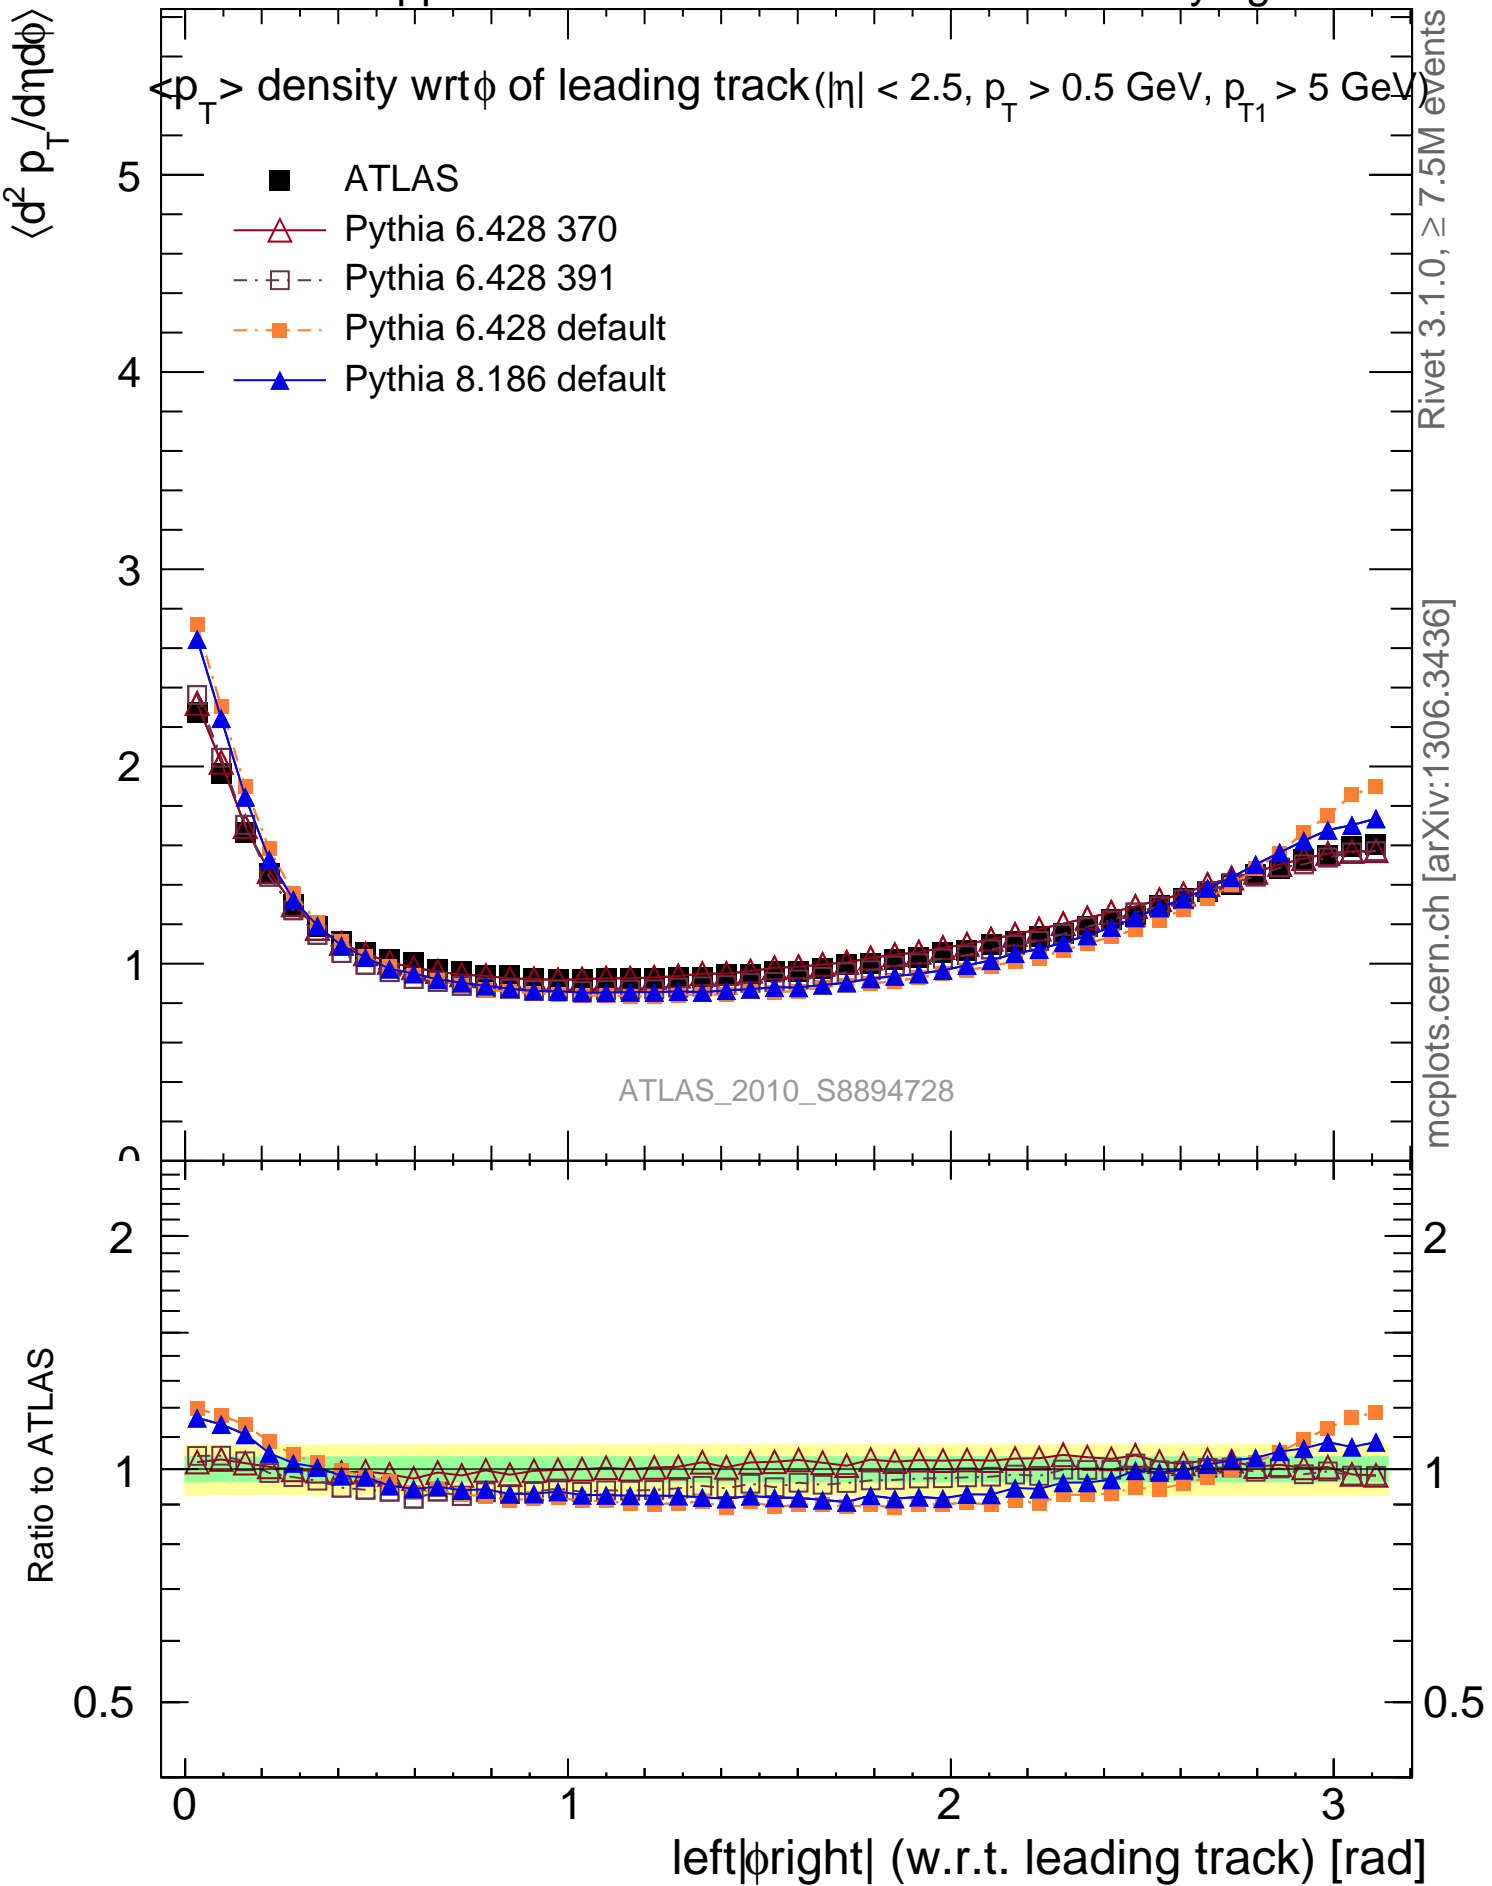 <p_T> density wrt ϕ of leading track (|η| < 2.5, p_T > 0.5 GeV, p_T1 > 5 GeV)
⟨d² p_T/dηdϕ⟩
ATLAS
Pythia 6.428 370
Pythia 6.428 391
Pythia 6.428 default
Pythia 8.186 default
5
4
3
2
1
0
ATLAS_2010_S8894728
Rivet 3.1.0, ≥ 7.5M events
mcplots.cern.ch [arXiv:1306.3436]
Ratio to ATLAS
2
1
0.5
2
1
0.5
0
1
2
3
left|ϕright| (w.r.t. leading track) [rad]